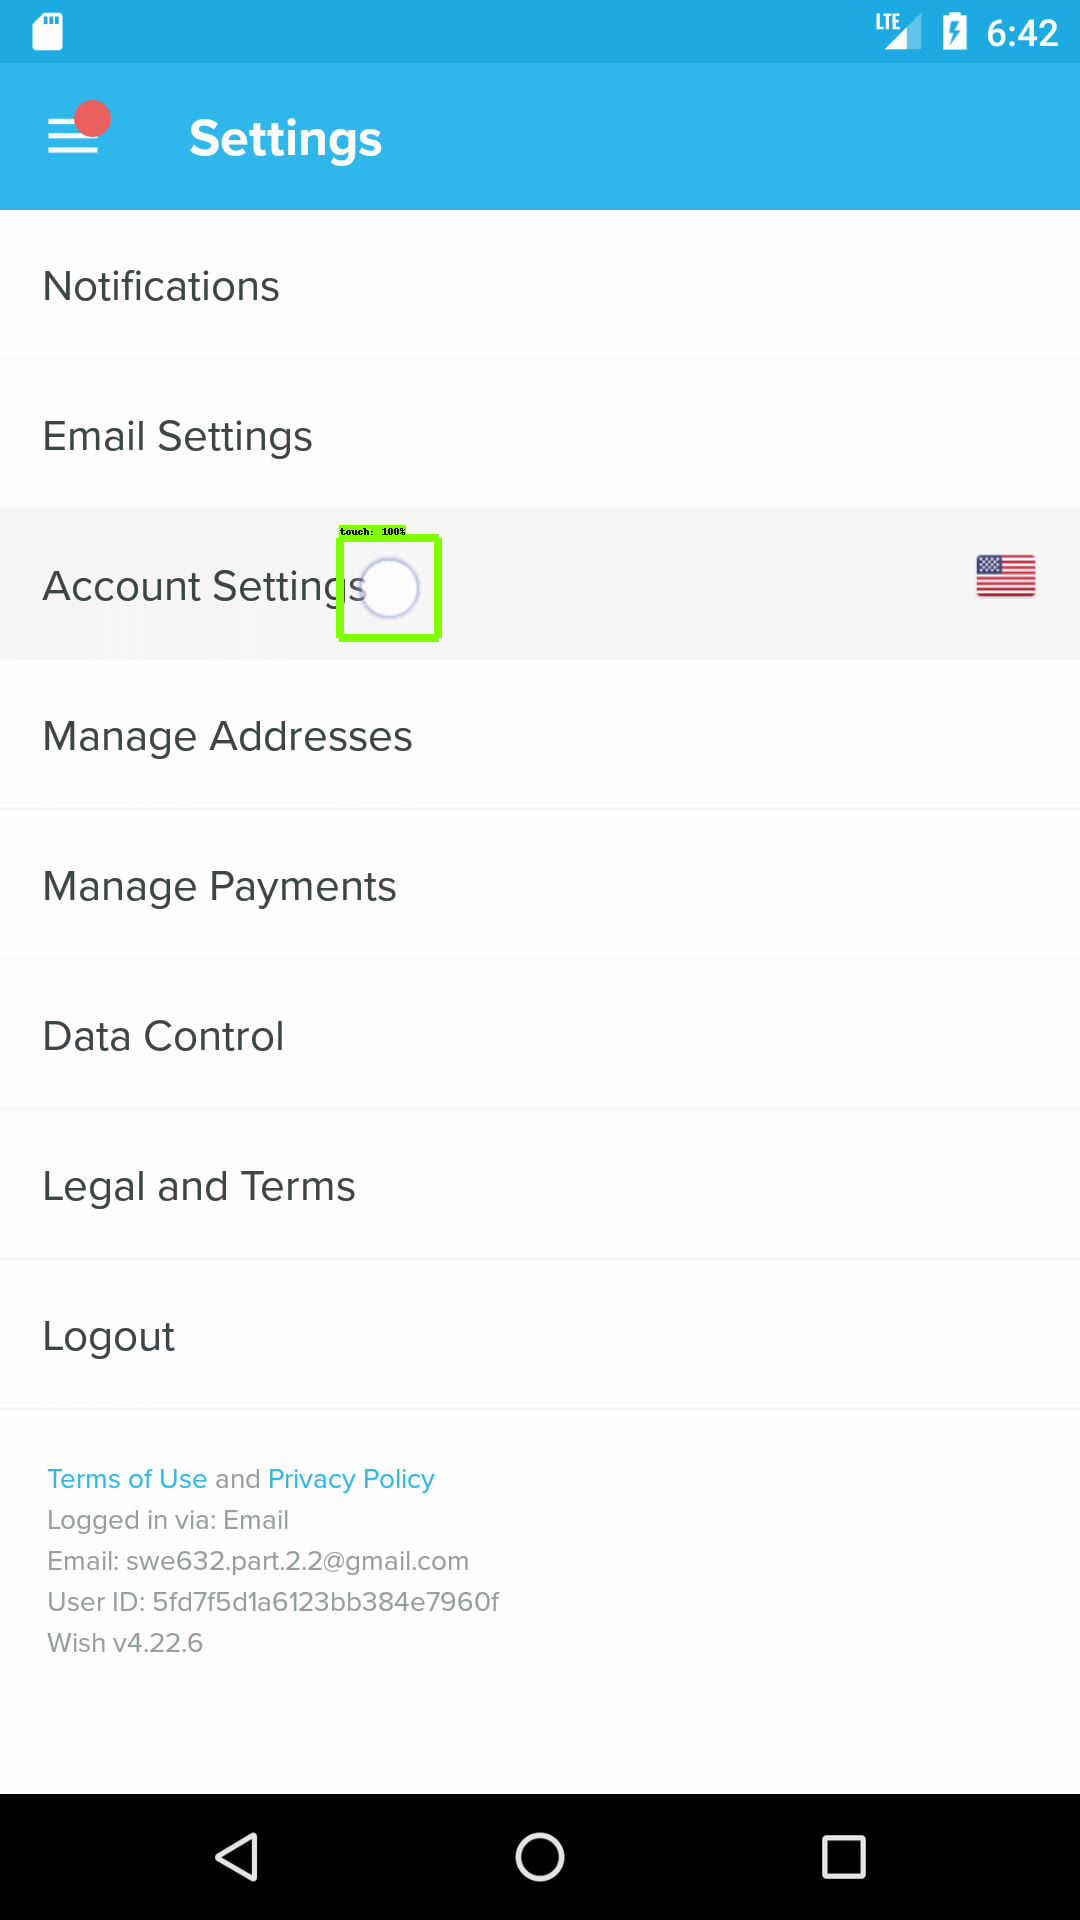 LTE 6:42
Settings
Notifications
Email Settings
touch: 100%
Account Settings
Manage Addresses
Manage Payments
Data Control
Legal and Terms
Logout
Terms of Use and Privacy Policy
Logged in via: Email
Email: swe632.part.2.2@gmail.com
User ID: 5fd7f5d1a6123bb384e7960f
Wish v4.22.6